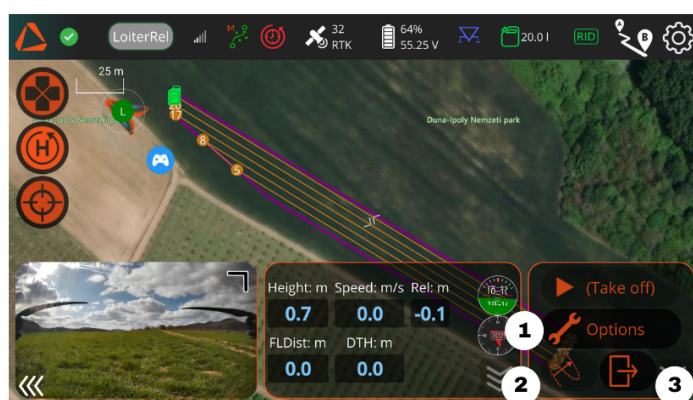 LoiterRel
M
32
RTK
64%
55.25 V
20.0 l
RID
A
B
25 m
L
Duna-Ipoly Nemzeti park
20
17
8
5
H
Height: m Speed: m/s Rel: m
0.7 0.0 -0.1
FLDist: m DTH: m
0.0 0.0
N
W
307
(Take off)
Options
1
2
3